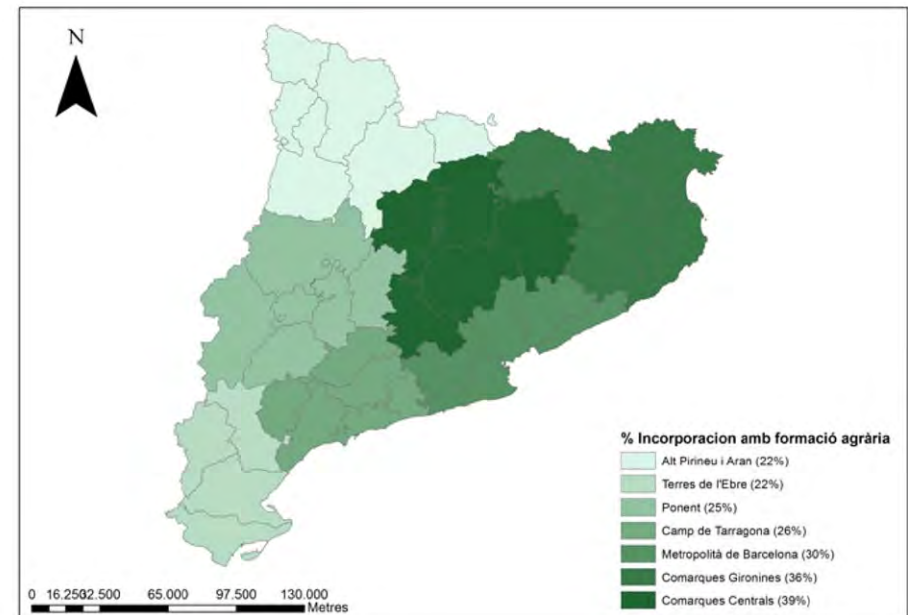 N
% Incorporacion amb formació agrària
Alt Pirineu i Aran (22%)
Terres de l'Ebre (22%)
Ponent (25%)
Camp de Tarragona (26%)
Metropolità de Barcelona (30%)
Comarques Gironines (36%)
Comarques Centrals (39%)
0 16.25032.500 65.000 97.500 130.000
Metres